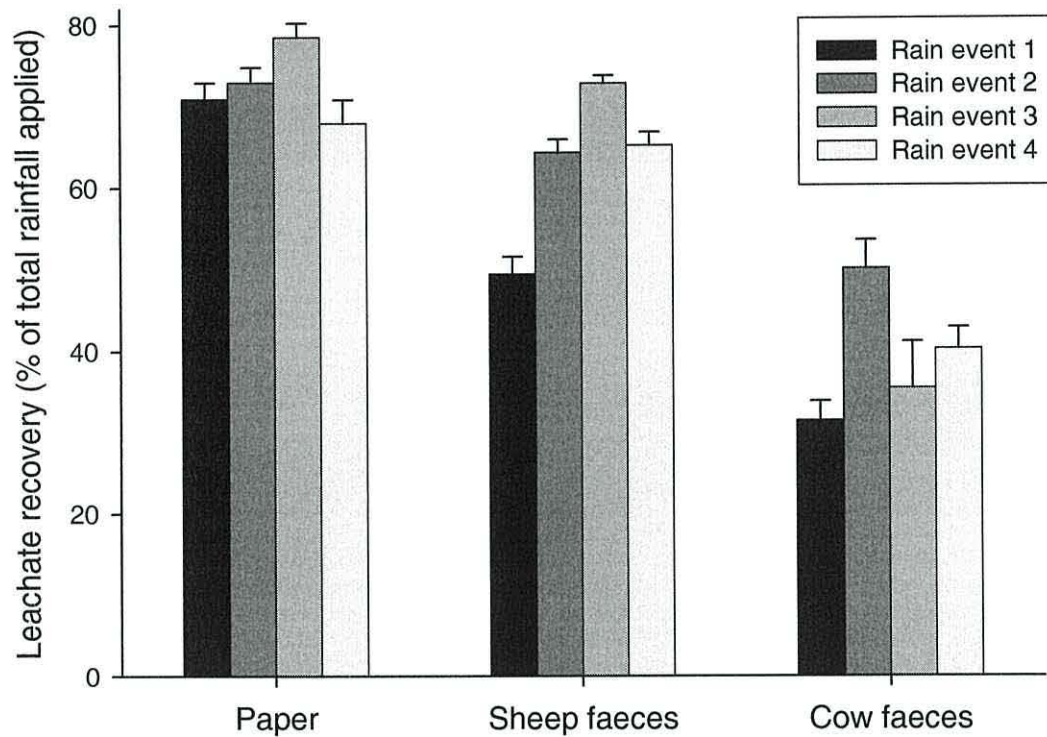 Leachate recovery (% of total rainfall applied)
80
60
40
20
0
Rain event 1
Rain event 2
Rain event 3
Rain event 4
Paper
Sheep faeces
Cow faeces